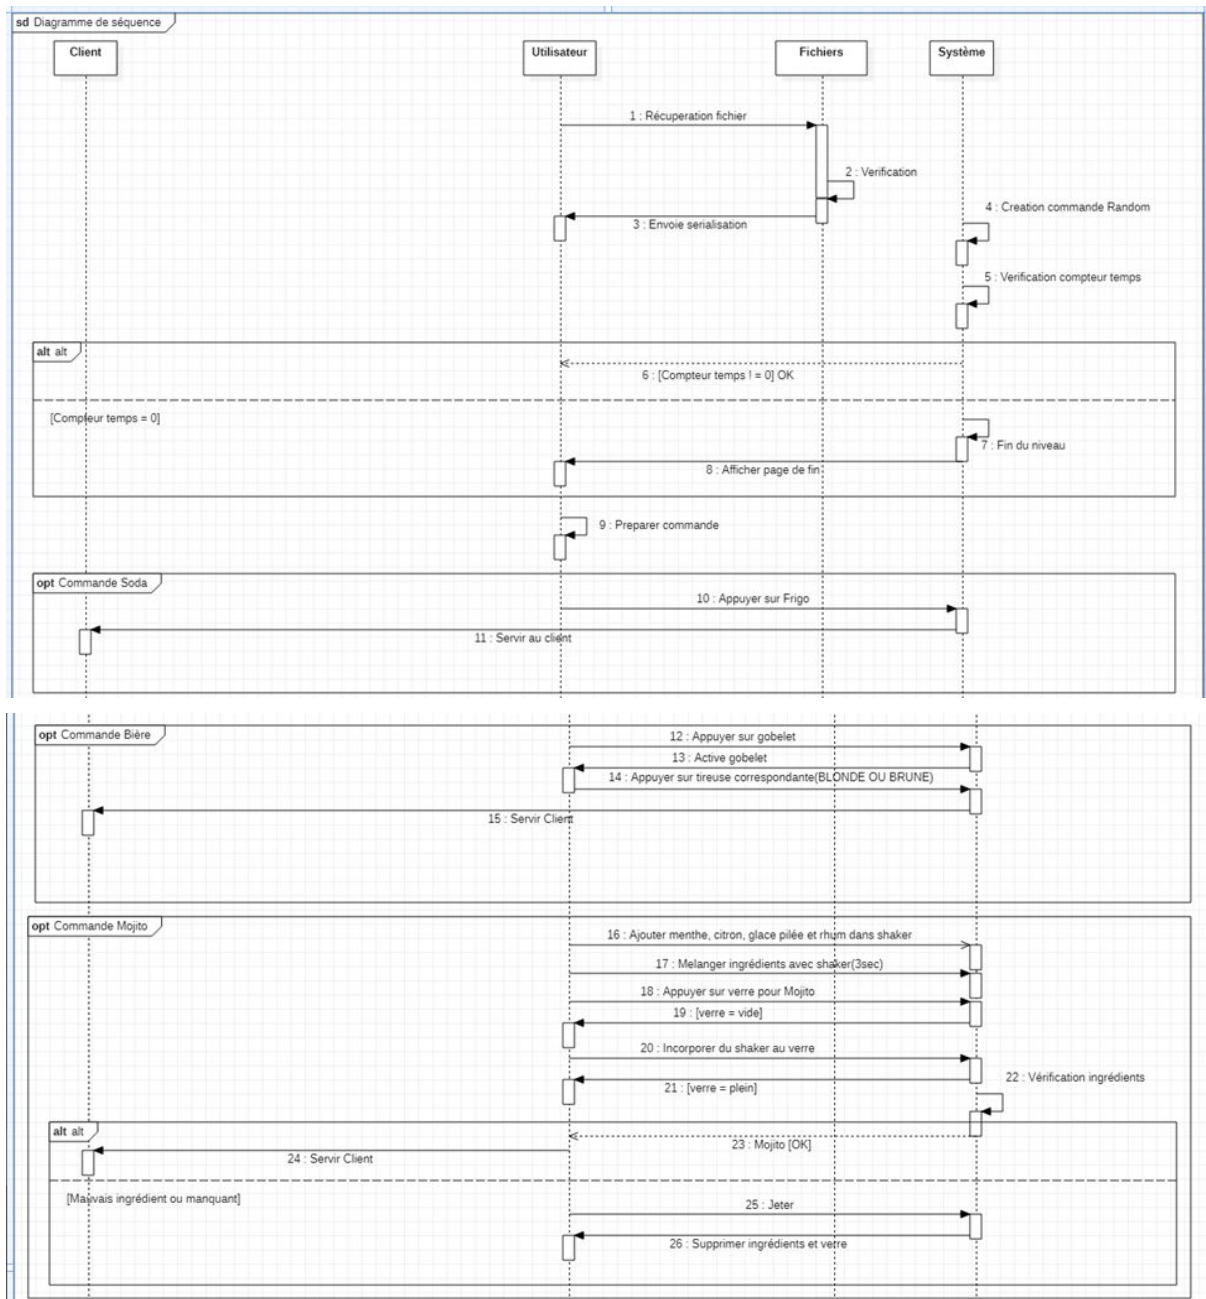 sd Diagramme de séquence
Client
Utilisateur
Fichiers
Système
1 : Récuperation fichier
2 : Verification
3 : Envoie serialisation
4 : Creation commande Random
5 : Verification compteur temps
alt alt
6 : [Compteur temps ! = 0] OK
[Compteur temps = 0]
7 : Fin du niveau
8 : Afficher page de fin
9 : Preparer commande
opt Commande Soda
10 : Appuyer sur Frigo
11 : Servir au client
opt Commande Bière
12 : Appuyer sur gobelet
13 : Active gobelet
14 : Appuyer sur tireuse correspondante(BLONDE OU BRUNE)
15 : Servir Client
opt Commande Mojito
16 : Ajouter menthe, citron, glace pilée et rhum dans shaker
17 : Melanger ingrédients avec shaker(3sec)
18 : Appuyer sur verre pour Mojito
19 : [verre = vide]
20 : Incorporer du shaker au verre
21 : [verre = plein]
22 : Vérification ingrédients
alt alt
23 : Mojito [OK]
24 : Servir Client
[Mauvais ingrédient ou manquant]
25 : Jeter
26 : Supprimer ingrédients et verre